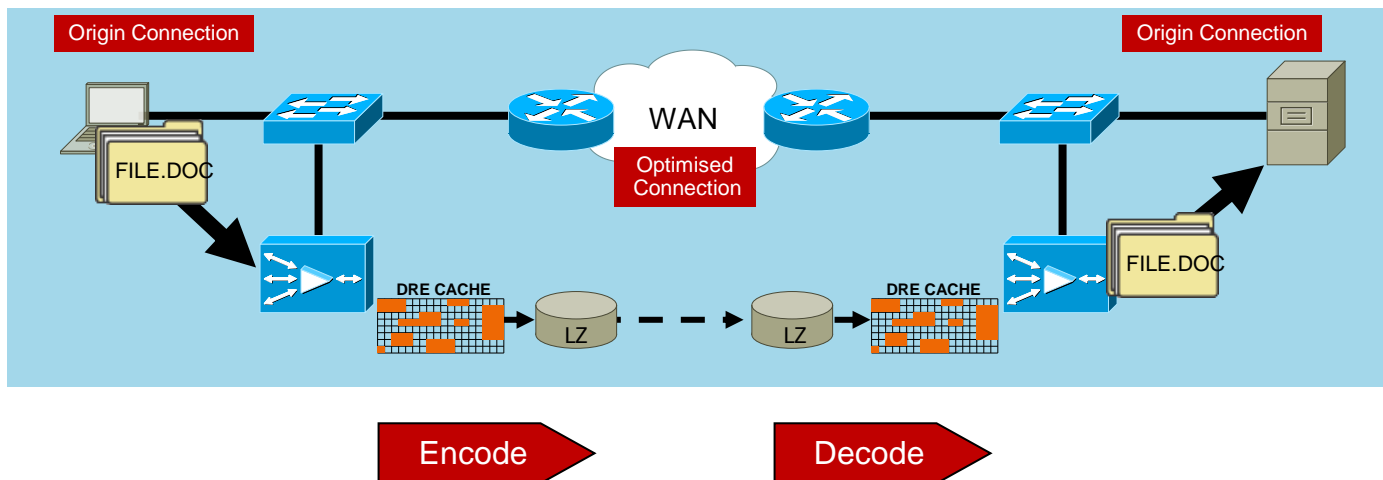 Origin Connection
Origin Connection
WAN
Optimised
Connection
FILE.DOC
FILE.DOC
DRE CACHE
DRE CACHE
LZ
LZ
Encode
Decode